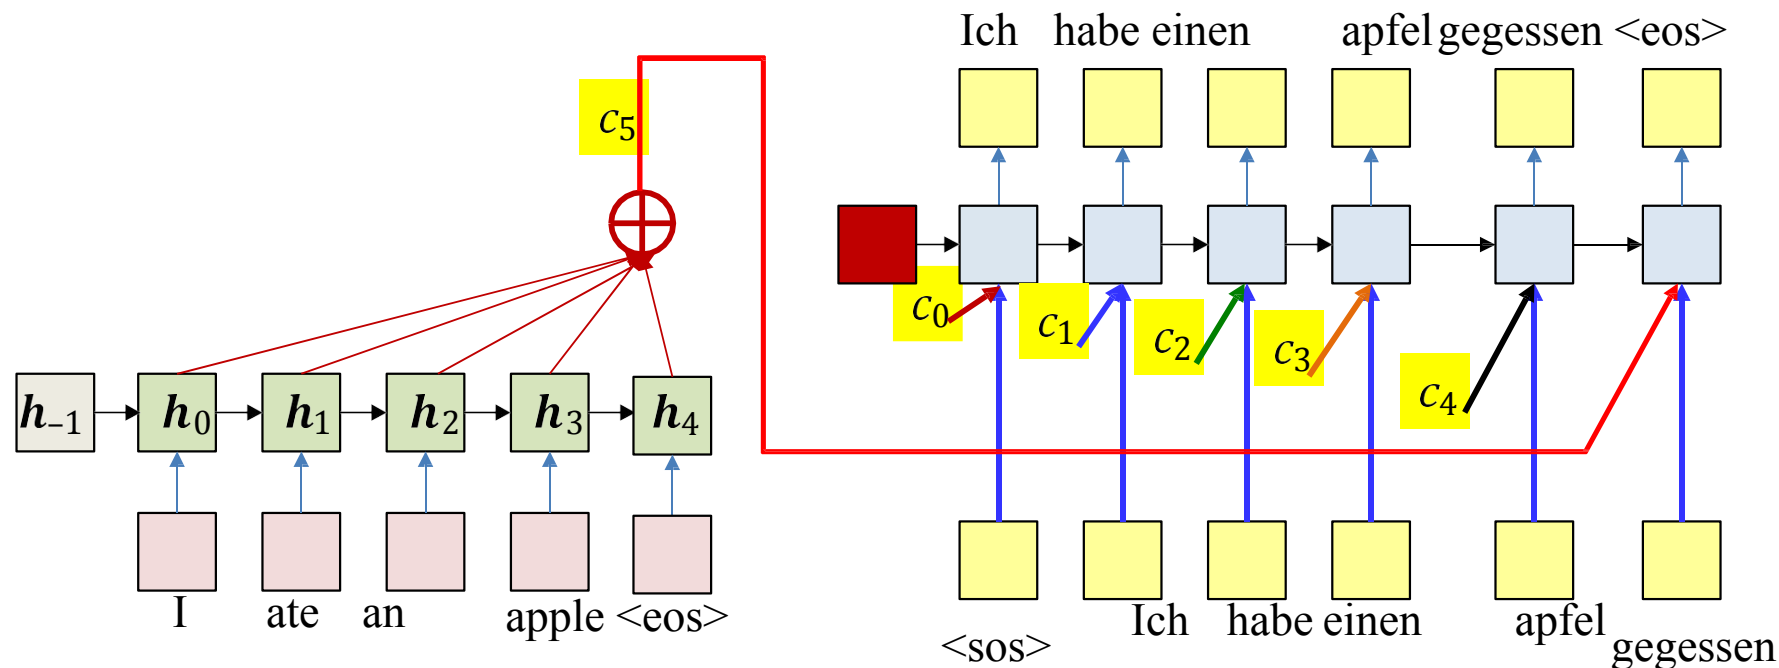 Ich habe einen apfel gegessen <eos>
c₅
c₀
c₁
c₂
c₃
c₄
h₋₁ h₀ h₁ h₂ h₃ h₄
I ate an apple <eos>
<sos> Ich habe einen apfel gegessen